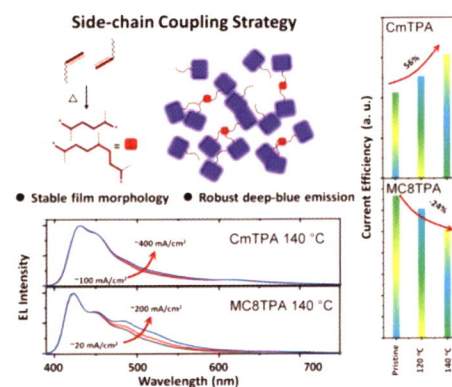 Side-chain Coupling Strategy
△
=
● Stable film morphology ● Robust deep-blue emission
EL Intensity
~400 mA/cm²
CmTPA 140 °C
~100 mA/cm²
~200 mA/cm²
MC8TPA 140 °C
~20 mA/cm²
400 500 600 700
Wavelength (nm)
Current Efficiency (a. u.)
CmTPA
56%
MC8TPA
-24%
Pristine
120 ℃
140 ℃